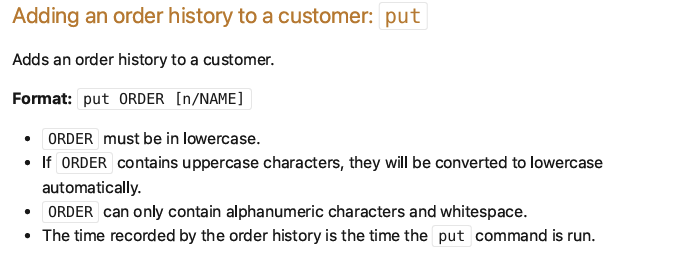 Adding an order history to a customer: put
Adds an order history to a customer.
Format: put ORDER [n/NAME]
• ORDER must be in lowercase.
• If ORDER contains uppercase characters, they will be converted to lowercase
automatically.
• ORDER can only contain alphanumeric characters and whitespace.
• The time recorded by the order history is the time the put command is run.